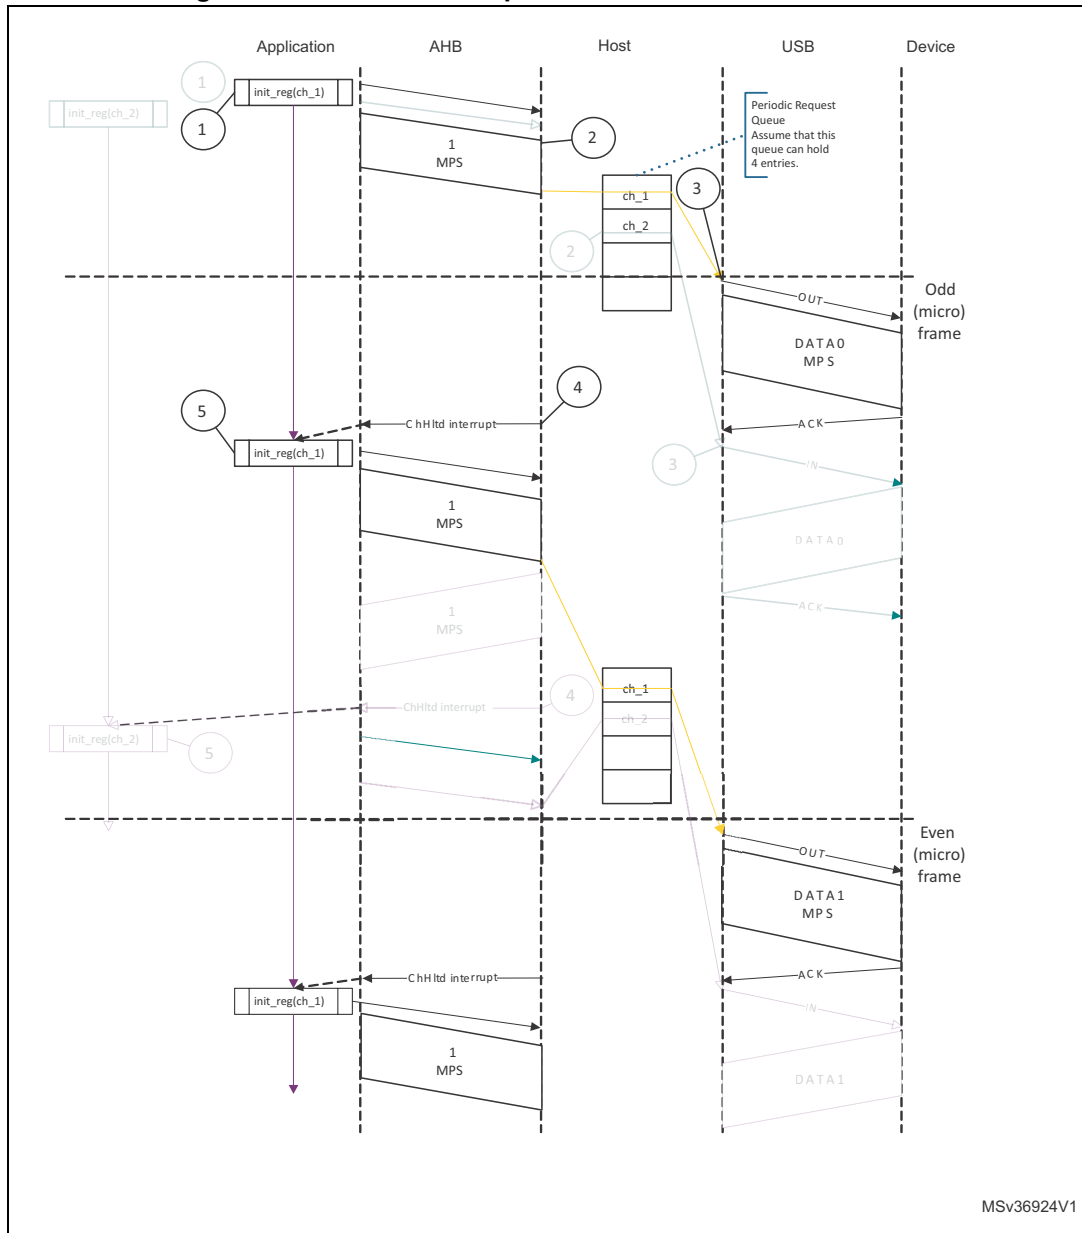 Application AHB Host USB Device
1
init_reg(ch_2)
init_reg(ch_1)
1
2
1
MPS
Periodic Request
Queue
Assume that this
queue can hold
4 entries.
3
ch_1
ch_2
2
Odd
(micro)
frame
OUT
DATA0
MPS
4
5
ChHltd interrupt
ACK
init_reg(ch_1)
3
IN
1
MPS
DATA0
1
MPS
ACK
4
ch_1
ChHltd interrupt
ch_2
init_reg(ch_2)
5
Even
(micro)
frame
OUT
DATA1
MPS
ChHltd interrupt
ACK
init_reg(ch_1)
IN
1
MPS
DATA1
MSv36924V1